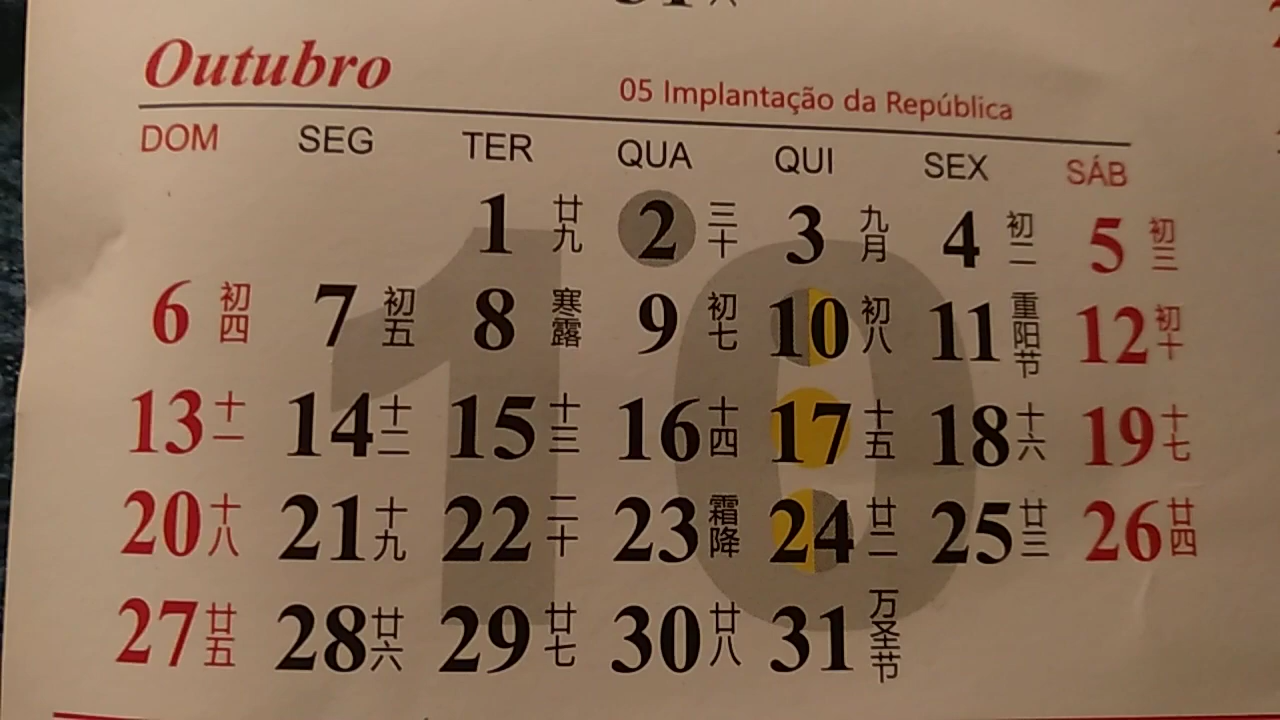 Outubro
05 Implantação da República
DOM SEG TER QUA QUI SEX SÁB
1 廿九 2 三十 3 九月 4 初二 5 初三
6 初四 7 初五 8 寒露 9 初七 10 初八 11 重阳节 12 初十
13 十一 14 十二 15 十三 16 十四 17 十五 18 十六 19 十七
20 十八 21 十九 22 二十 23 霜降 24 廿二 25 廿三 26 廿四
27 廿五 28 廿六 29 廿七 30 廿八 31 万圣节
10